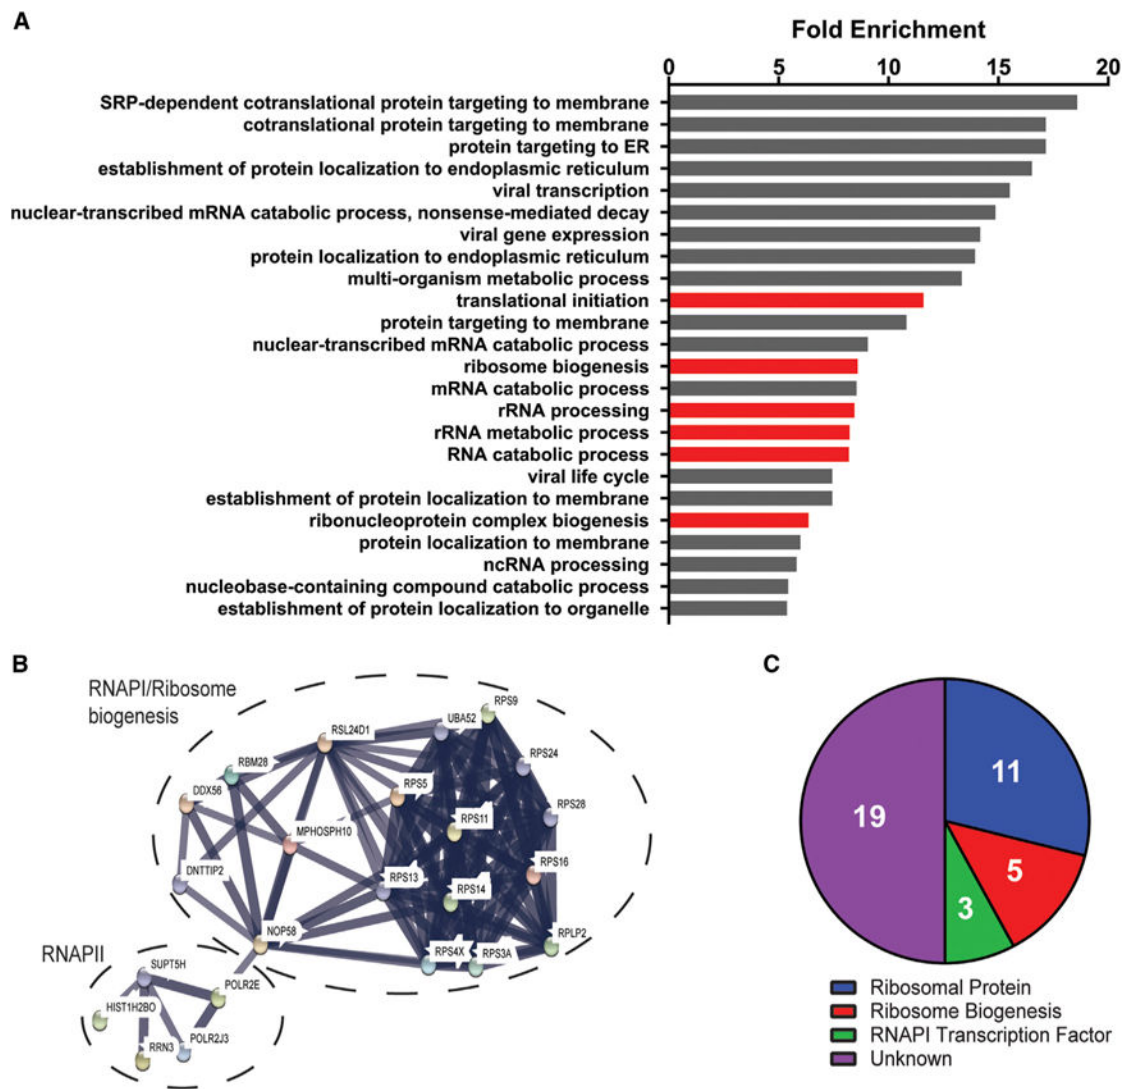 A
Fold Enrichment
0 5 10 15 20
SRP-dependent cotranslational protein targeting to membrane
cotranslational protein targeting to membrane
protein targeting to ER
establishment of protein localization to endoplasmic reticulum
viral transcription
nuclear-transcribed mRNA catabolic process, nonsense-mediated decay
viral gene expression
protein localization to endoplasmic reticulum
multi-organism metabolic process
translational initiation
protein targeting to membrane
nuclear-transcribed mRNA catabolic process
ribosome biogenesis
mRNA catabolic process
rRNA processing
rRNA metabolic process
RNA catabolic process
viral life cycle
establishment of protein localization to membrane
ribonucleoprotein complex biogenesis
protein localization to membrane
ncRNA processing
nucleobase-containing compound catabolic process
establishment of protein localization to organelle
B
RNAPI/Ribosome
biogenesis
RPS9
UBA52
RSL24D1
RPS24
RBM28
RPS5
DDX56
RPS28
RPS11
MPHOSPH10
RPS16
DNTTIP2
RPS13
RPS14
NOP58
RPLP2
RPS4X
RPS3A
RNAPII
SUPT5H
POLR2E
HIST1H2BO
POLR2J3
RRN3
C
11
19
5
3
Ribosomal Protein
Ribosome Biogenesis
RNAPI Transcription Factor
Unknown